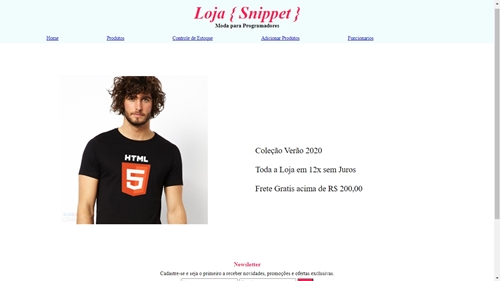 Loja { Snippet }
Moda para Programadores
Home Produtos Controle de Estoque Adicionar Produtos Funcionarios
HTML
5
Coleção Verão 2020
Toda a Loja em 12x sem Juros
Frete Gratis acima de R$ 200,00
Newsletter
Cadastre-se e seja o primeiro a receber novidades, promoções e ofertas exclusivas.